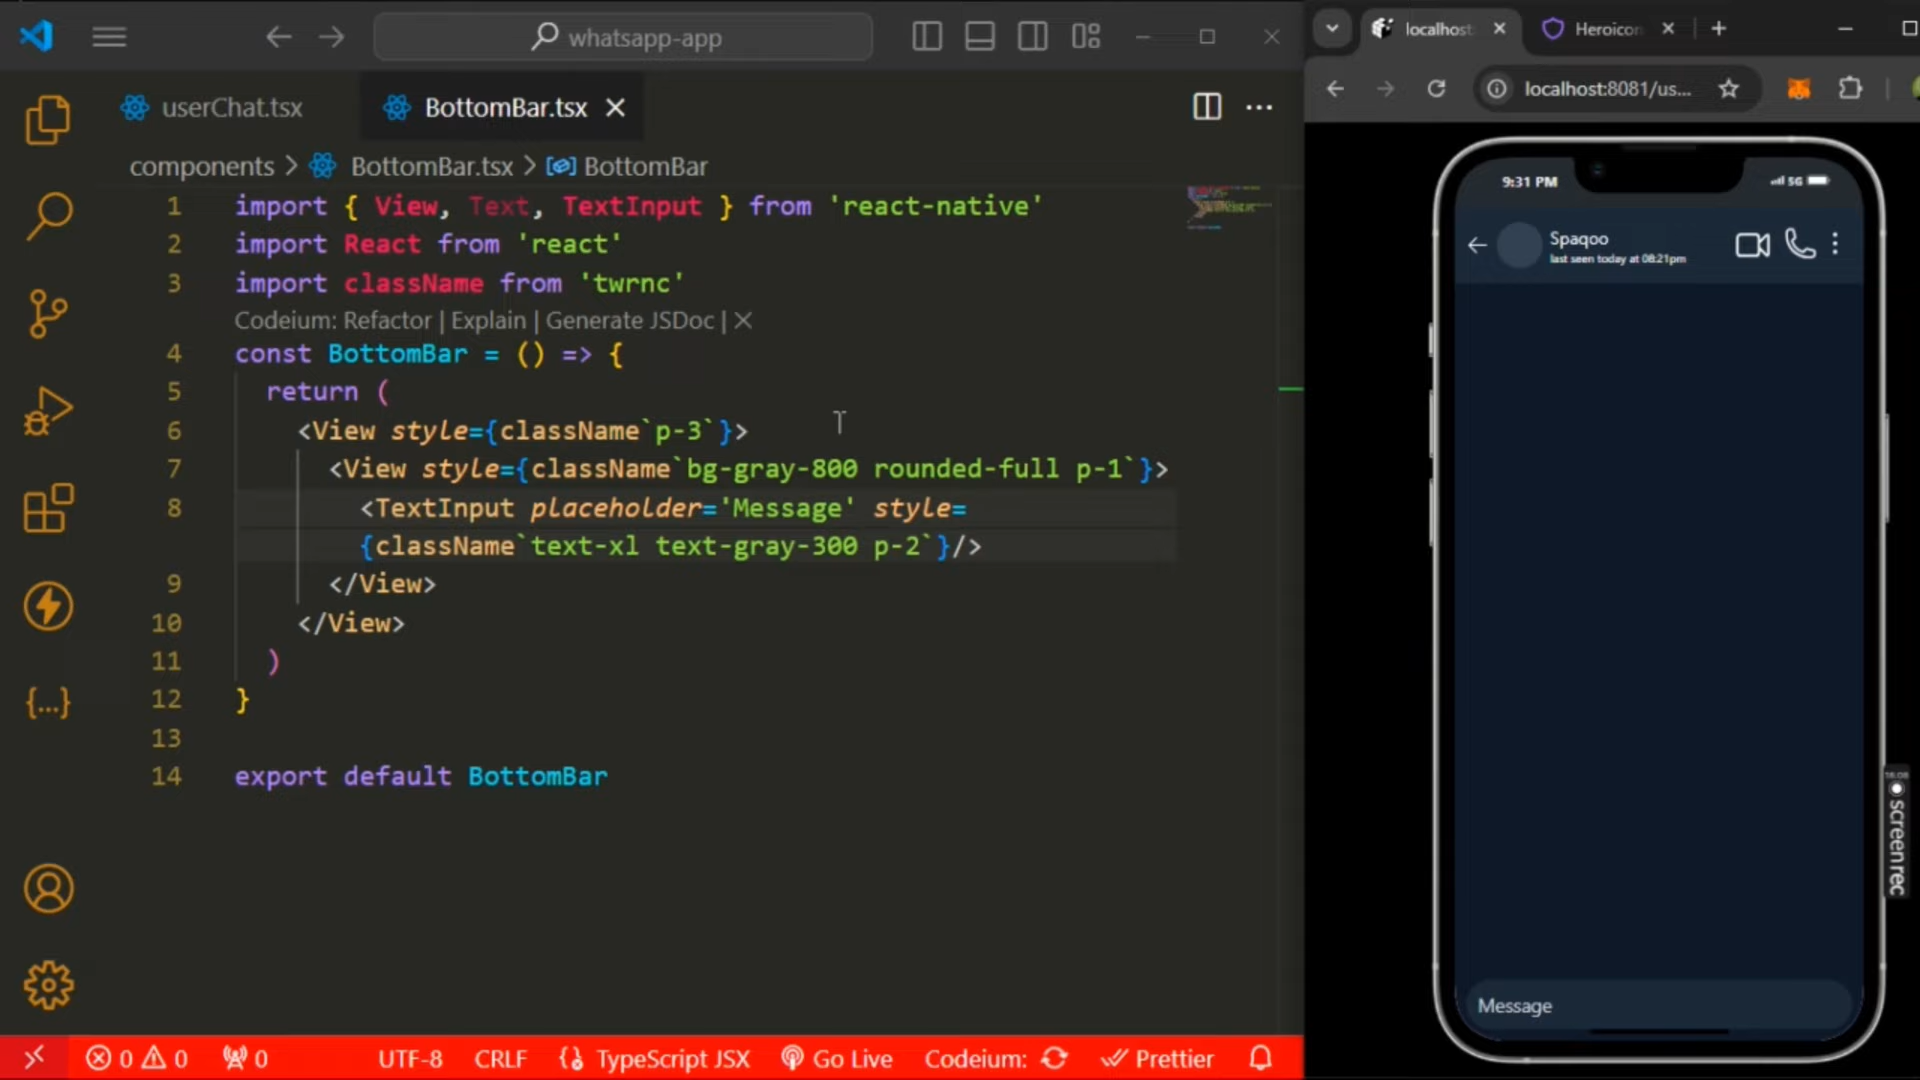 whatsapp-app
userChat.tsx
BottomBar.tsx
components > BottomBar.tsx > BottomBar
1 import { View, Text, TextInput } from 'react-native'
2 import React from 'react'
3 import className from 'twrnc'
Codeium: Refactor | Explain | Generate JSDoc | ×
4 const BottomBar = () => {
5 return (
6 <View style={className`p-3`}>
7 <View style={className`bg-gray-800 rounded-full p-1`}>
8 <TextInput placeholder='Message' style=
{className`text-xl text-gray-300 p-2`}/>
9 </View>
10 </View>
11 )
12 }
13
14 export default BottomBar
0 0 0 UTF-8 CRLF {} TypeScript JSX Go Live Codeium: Prettier
localhost:
Heroicon
localhost:8081/us...
9:31 PM
5G
Spaqoo
last seen today at 08:21pm
Message
screenrec